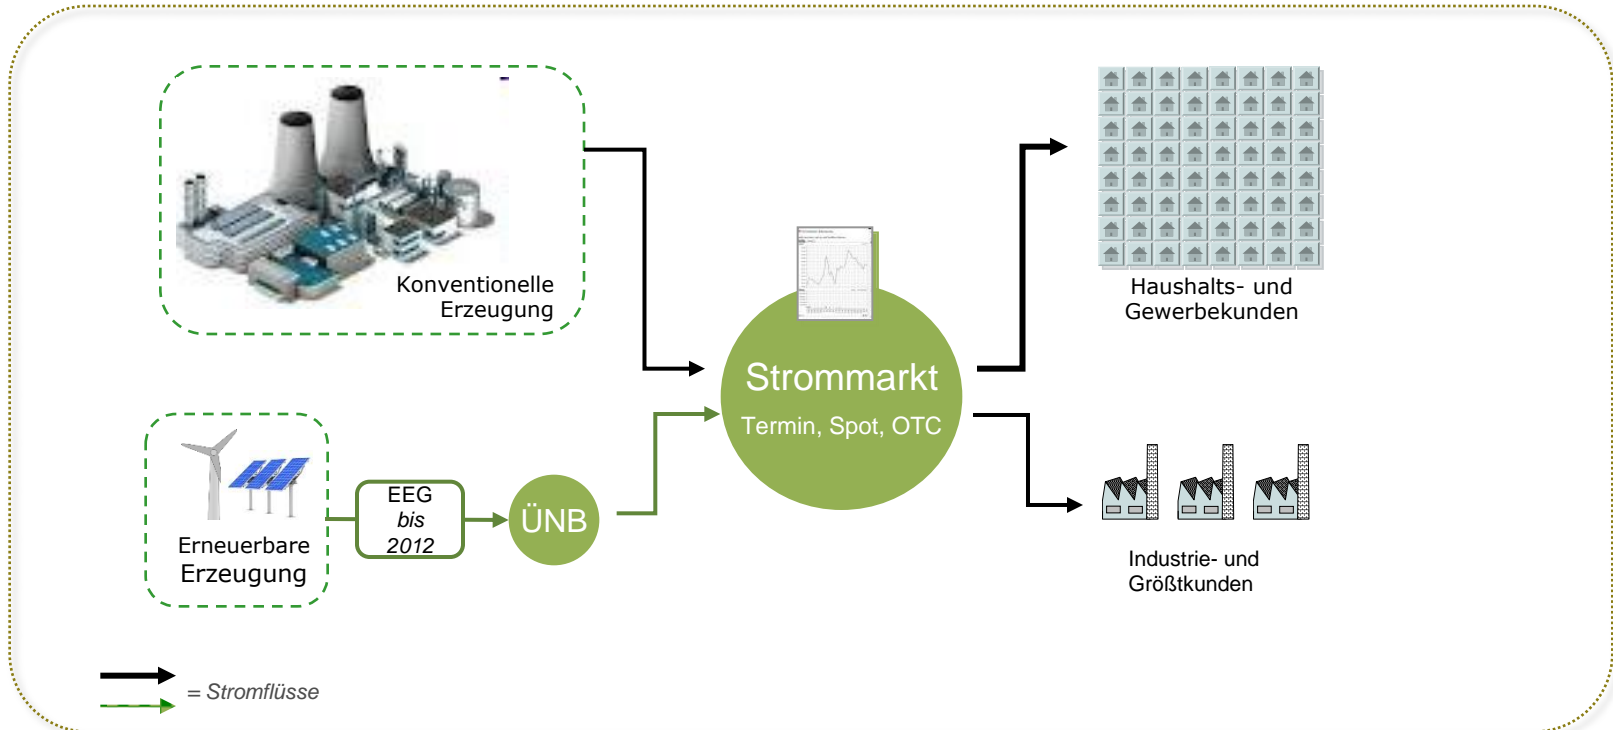 Konventionelle
Erzeugung
Haushalts- und
Gewerbekunden
Strommarkt
Termin, Spot, OTC
EEG
bis
2012
ÜNB
Erneuerbare
Erzeugung
Industrie- und
Größtkunden
= Stromflüsse